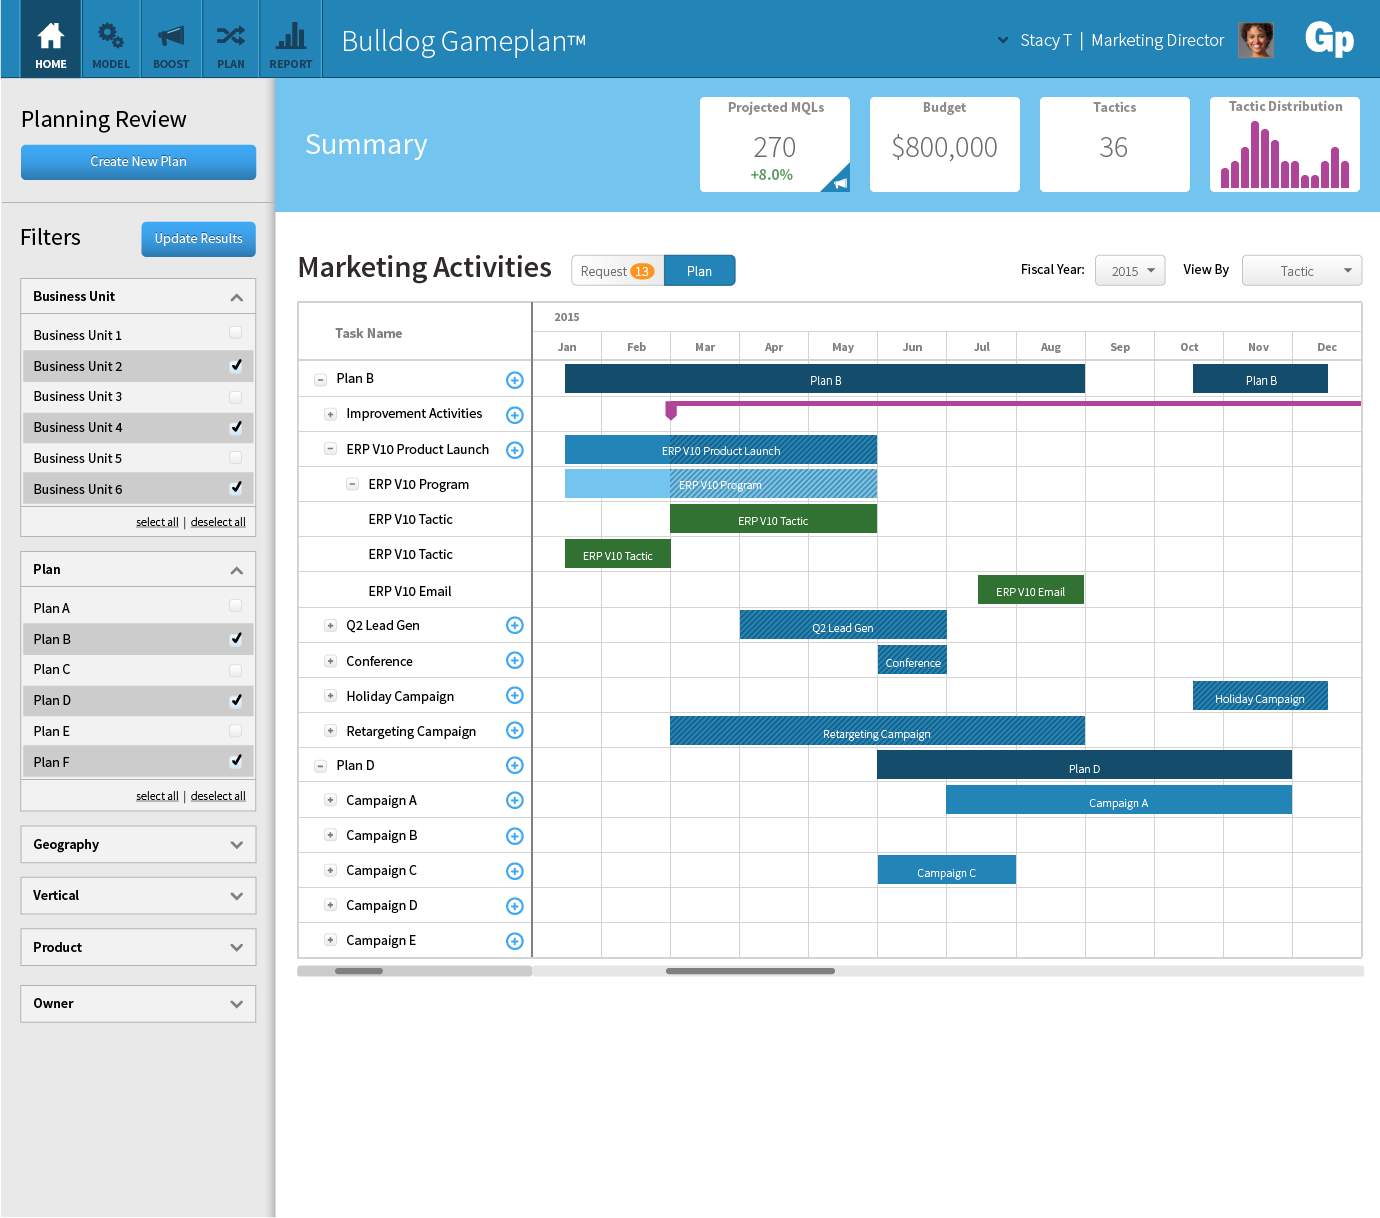 HOME MODEL BOOST PLAN REPORT
Bulldog Gameplan™
Stacy T | Marketing Director
Gp
Planning Review
Create New Plan
Filters
Update Results
Business Unit
Business Unit 1
Business Unit 2
Business Unit 3
Business Unit 4
Business Unit 5
Business Unit 6
select all | deselect all
Plan
Plan A
Plan B
Plan C
Plan D
Plan E
Plan F
select all | deselect all
Geography
Vertical
Product
Owner
Summary
Projected MQLs
270
+8.0%
Budget
$800,000
Tactics
36
Tactic Distribution
Marketing Activities
Request 13
Plan
Fiscal Year: 2015
View By Tactic
Task Name
2015
Jan Feb Mar Apr May Jun Jul Aug Sep Oct Nov Dec
Plan B Plan B Plan B
Improvement Activities
ERP V10 Product Launch ERP V10 Product Launch
ERP V10 Program ERP V10 Program
ERP V10 Tactic ERP V10 Tactic
ERP V10 Tactic ERP V10 Tactic
ERP V10 Email ERP V10 Email
Q2 Lead Gen Q2 Lead Gen
Conference Conference
Holiday Campaign Holiday Campaign
Retargeting Campaign Retargeting Campaign
Plan D Plan D
Campaign A Campaign A
Campaign B
Campaign C Campaign C
Campaign D
Campaign E